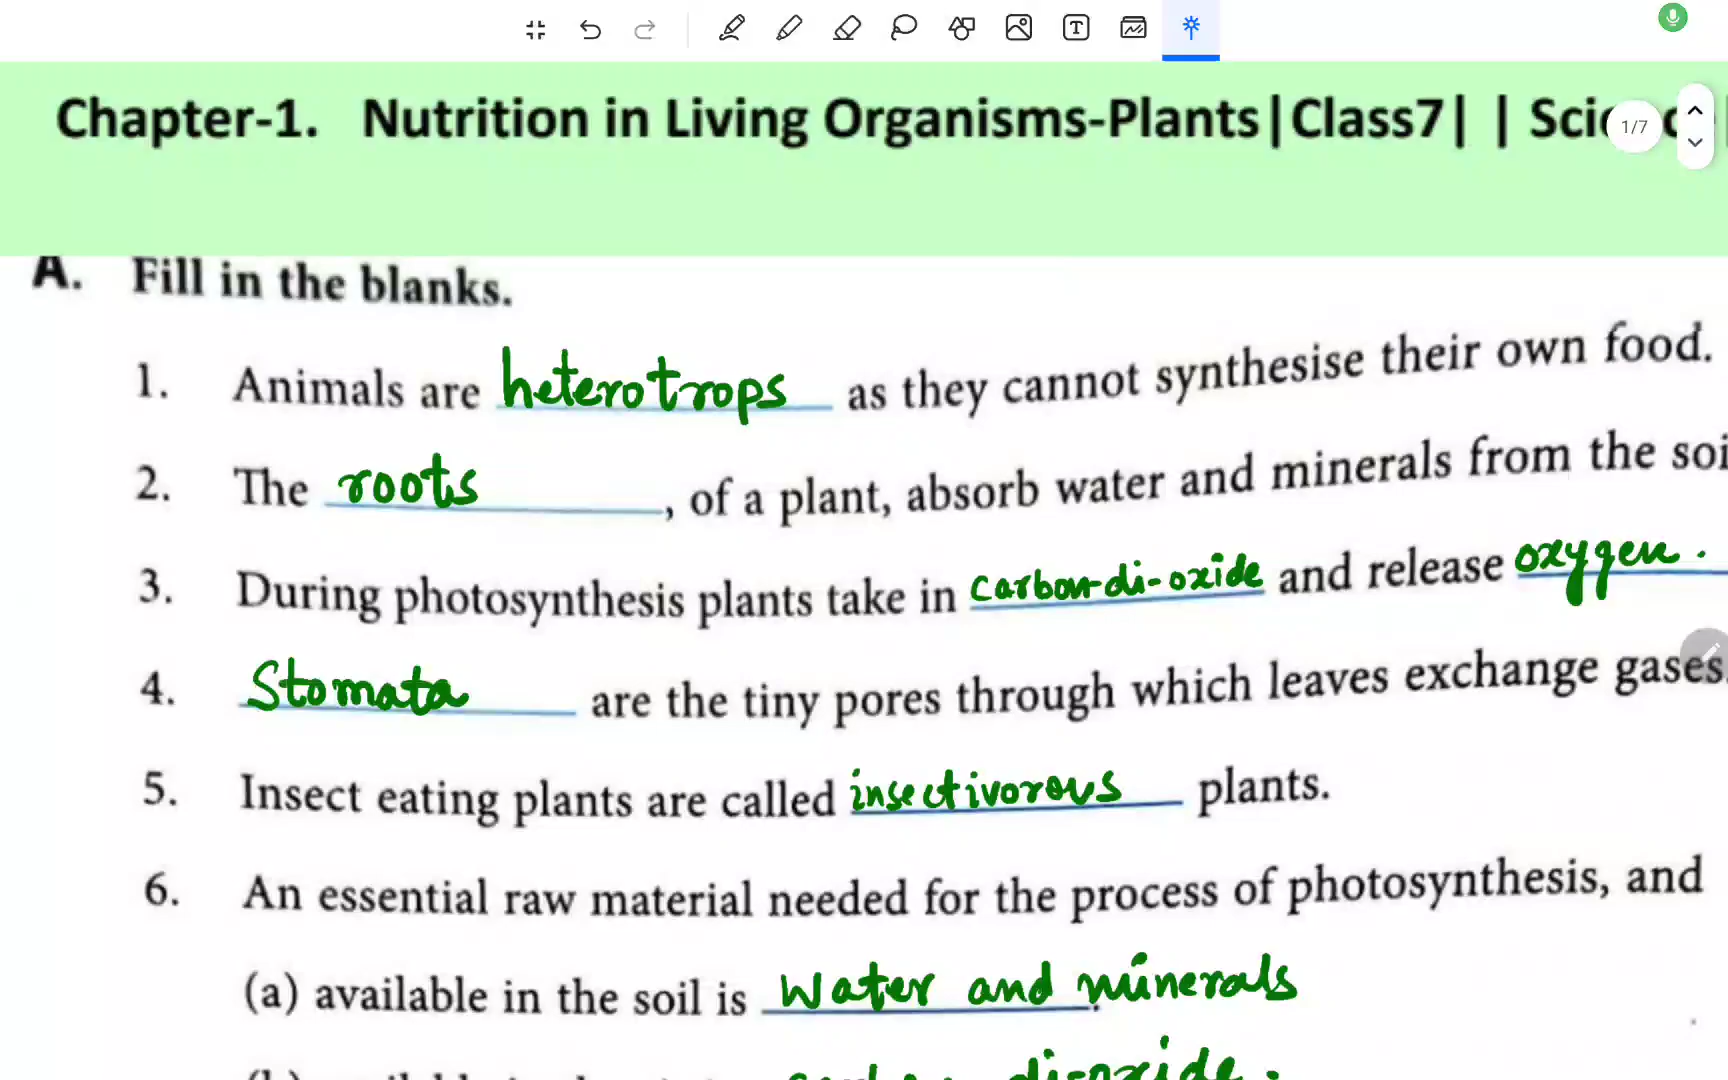 Chapter-1. Nutrition in Living Organisms-Plants|Class7| | Sci
1/7
A. Fill in the blanks.
1. Animals are heterotrops as they cannot synthesise their own food.
2. The roots, of a plant, absorb water and minerals from the soi
3. During photosynthesis plants take in carbon-di-oxide and release oxygen.
4. Stomata are the tiny pores through which leaves exchange gases.
5. Insect eating plants are called insectivorous plants.
6. An essential raw material needed for the process of photosynthesis, and
(a) available in the soil is water and minerals.
dioxide.